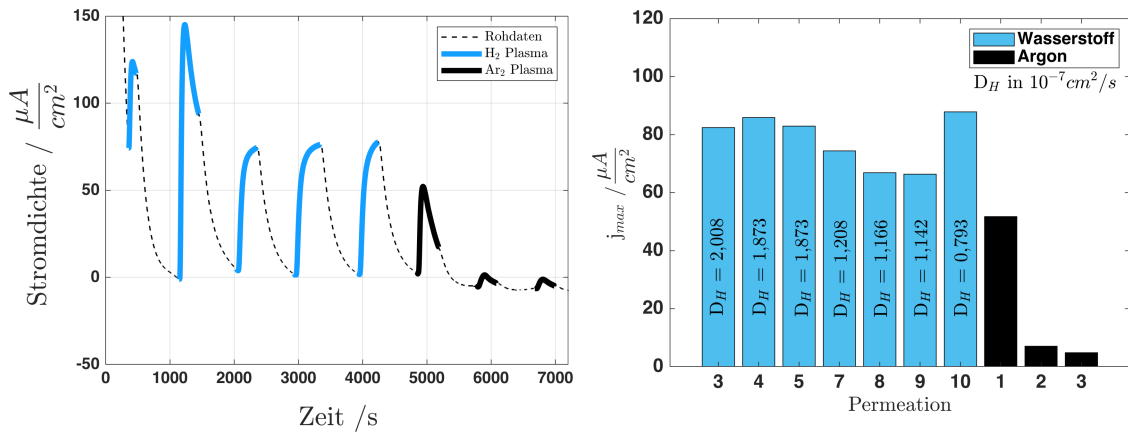 150
100
50
0
-50
0
1000
2000
3000
4000
5000
6000
7000
Stromdichte / μA/cm²
Zeit /s
Rohdaten
H₂ Plasma
Ar₂ Plasma
120
100
80
60
40
20
0
j_max / μA/cm²
Wasserstoff
Argon
D_H in 10⁻⁷cm²/s
D_H = 2,008
D_H = 1,873
D_H = 1,873
D_H = 1,208
D_H = 1,166
D_H = 1,142
D_H = 0,793
3
4
5
7
8
9
10
1
2
3
Permeation